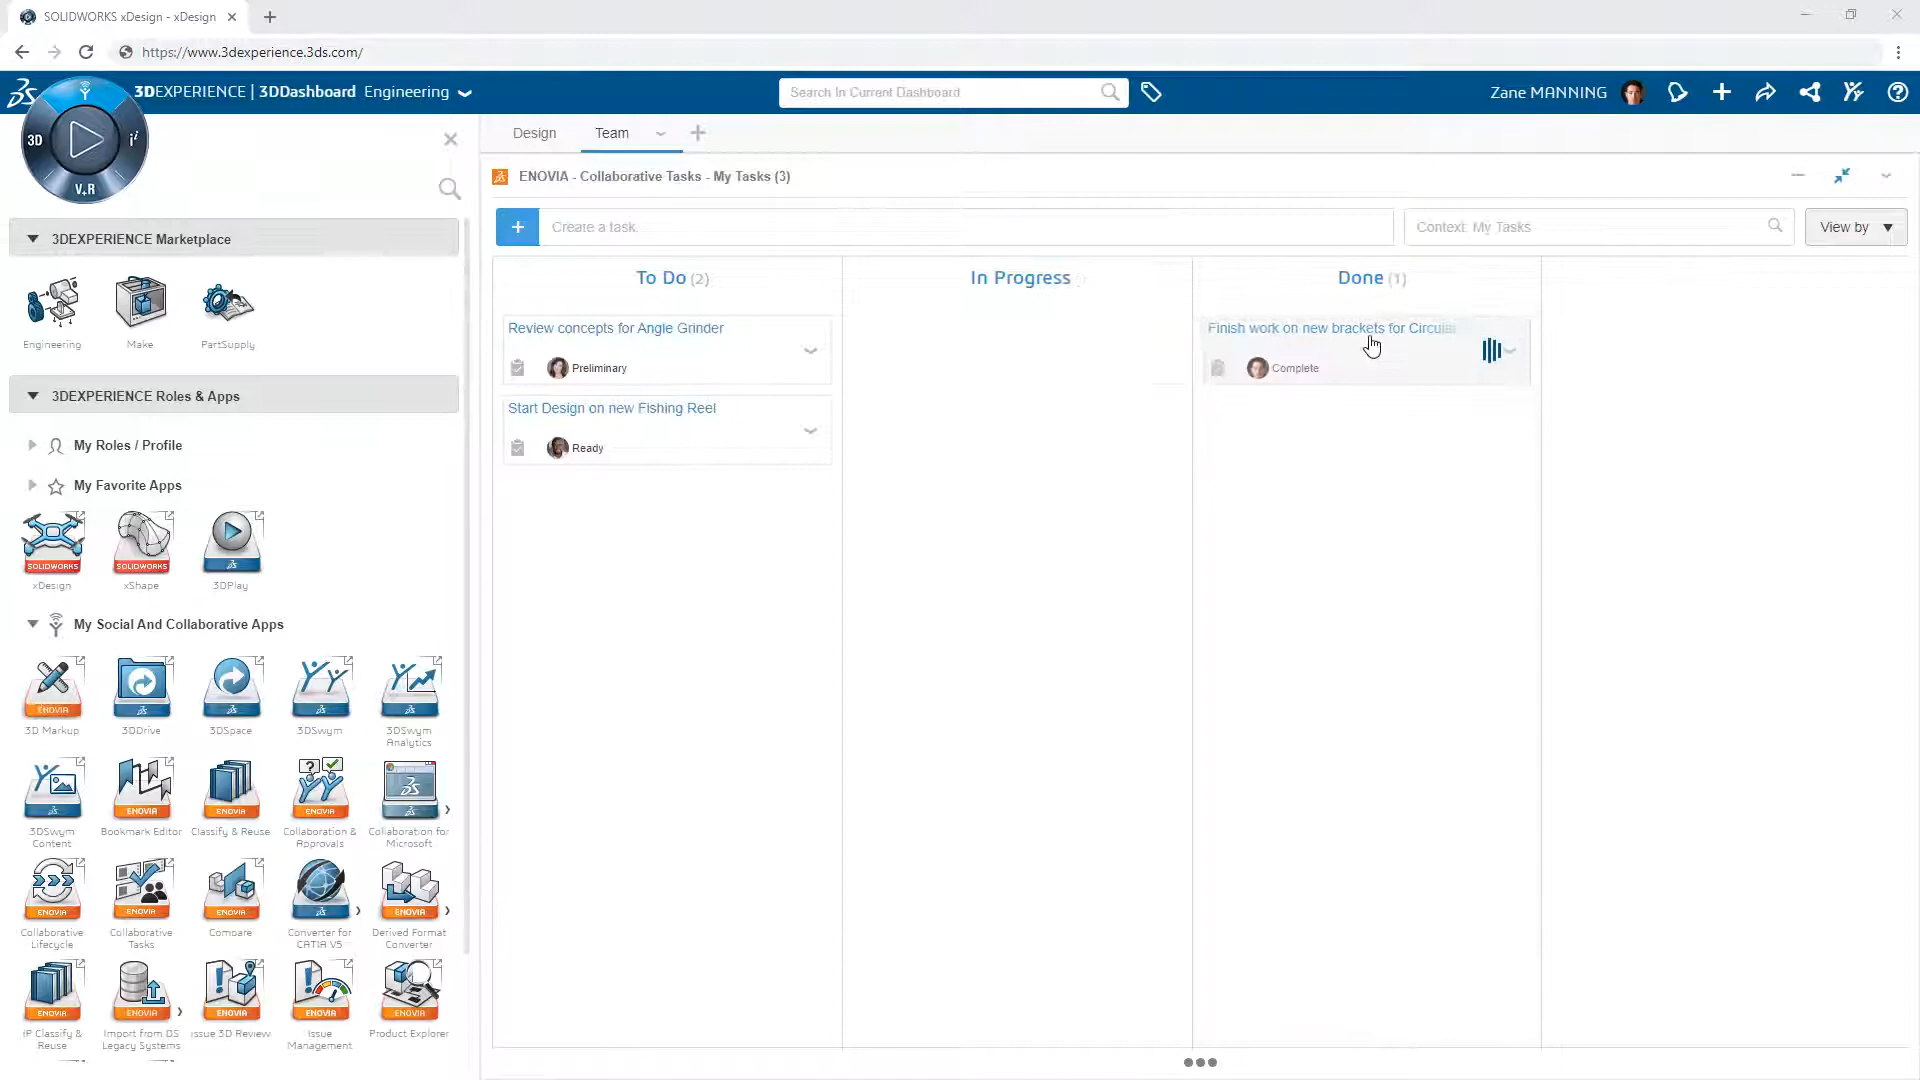 SOLIDWORKS xDesign - xDesign
https://www.3dexperience.3ds.com/
3DEXPERIENCE | 3DDashboard Engineering
Search In Current Dashboard
Zane MANNING
3D
V+R
Design
Team
ENOVIA - Collaborative Tasks - My Tasks (3)
Create a task.
Context: My Tasks
View by
3DEXPERIENCE Marketplace
Engineering
Make
PartSupply
3DEXPERIENCE Roles & Apps
My Roles / Profile
My Favorite Apps
SOLIDWORKS
SOLIDWORKS
xDesign
xShape
3DPlay
My Social And Collaborative Apps
ENOVIA
3D Markup
3DDrive
3DSpace
3DSwym
3DSwym
Analytics
ENOVIA
ENOVIA
ENOVIA
3DSwym
Content
Bookmark Editor
Classify & Reuse
Collaboration &
Approvals
Collaboration for
Microsoft
ENOVIA
ENOVIA
ENOVIA
ENOVIA
Collaborative
Lifecycle
Collaborative
Tasks
Compare
Converter for
CATIA V5
Derived Format
Converter
ENOVIA
ENOVIA
ENOVIA
ENOVIA
ENOVIA
IP Classify &
Reuse
Import from DS
Legacy Systems
Issue 3D Review
Issue
Management
Product Explorer
To Do (2)
Review concepts for Angle Grinder
Preliminary
Start Design on new Fishing Reel
Ready
In Progress
Done (1)
Finish work on new brackets for Circular
Complete